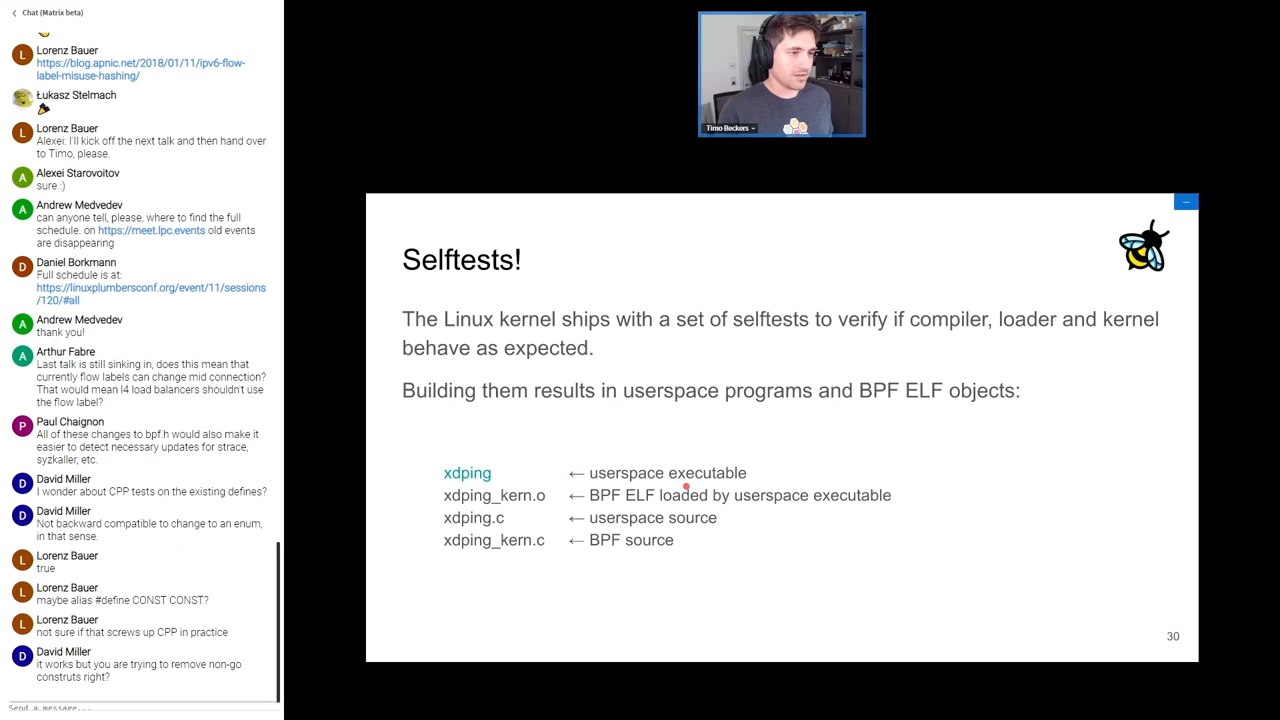 Chat (Matrix beta)
Lorenz Bauer
https://blog.apnic.net/2018/01/11/ipv6-flow-
label-misuse-hashing/
Łukasz Stelmach
Lorenz Bauer
Alexei: I'll kick off the next talk and then hand over
to Timo, please.
Alexei Starovoitov
sure :)
Andrew Medvedev
can anyone tell, please, where to find the full
schedule. on https://meet.lpc.events old events
are disappearing
Daniel Borkmann
Full schedule is at:
https://linuxplumbersconf.org/event/11/sessions
/120/#all
Andrew Medvedev
thank you!
Arthur Fabre
Last talk is still sinking in, does this mean that
currently flow labels can change mid connection?
That would mean l4 load balancers shouldn't use
the flow label?
Paul Chaignon
All of these changes to bpf.h would also make it
easier to detect necessary updates for strace,
syzkaller, etc.
David Miller
I wonder about CPP tests on the existing defines?
David Miller
Not backward compatible to change to an enum,
in that sense.
Lorenz Bauer
true
Lorenz Bauer
maybe alias #define CONST CONST?
Lorenz Bauer
not sure if that screws up CPP in practice
David Miller
it works but you are trying to remove non-go
construts right?
Send a message...
Timo Beckers
Selftests!
The Linux kernel ships with a set of selftests to verify if compiler, loader and kernel
behave as expected.
Building them results in userspace programs and BPF ELF objects:
xdping ← userspace executable
xdping_kern.o ← BPF ELF loaded by userspace executable
xdping.c ← userspace source
xdping_kern.c ← BPF source
30